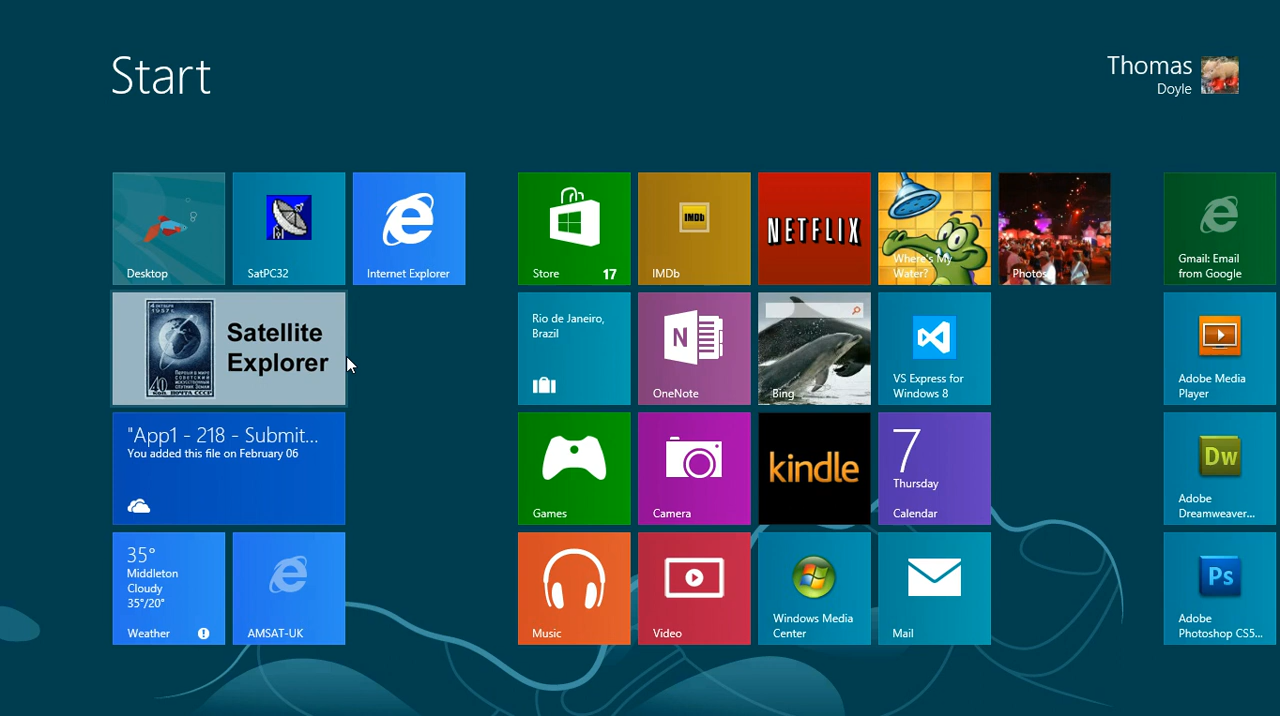 Start
Thomas
Doyle
Desktop
SatPC32
Internet Explorer
Store 17
IMDb
IMDb
NETFLIX
Where's My
Water?
Photos
Gmail: Email
from Google
Satellite
Explorer
40
Rio de Janeiro,
Brazil
N
OneNote
Bing
VS Express for
Windows 8
Adobe Media
Player
"App1 - 218 - Submit...
You added this file on February 06
Games
Camera
kindle
7
Thursday
Calendar
Dw
Adobe
Dreamweaver...
35°
Middleton
Cloudy
35°/20°
Weather
AMSAT-UK
Music
Video
Windows Media
Center
Mail
Ps
Adobe
Photoshop CS5...